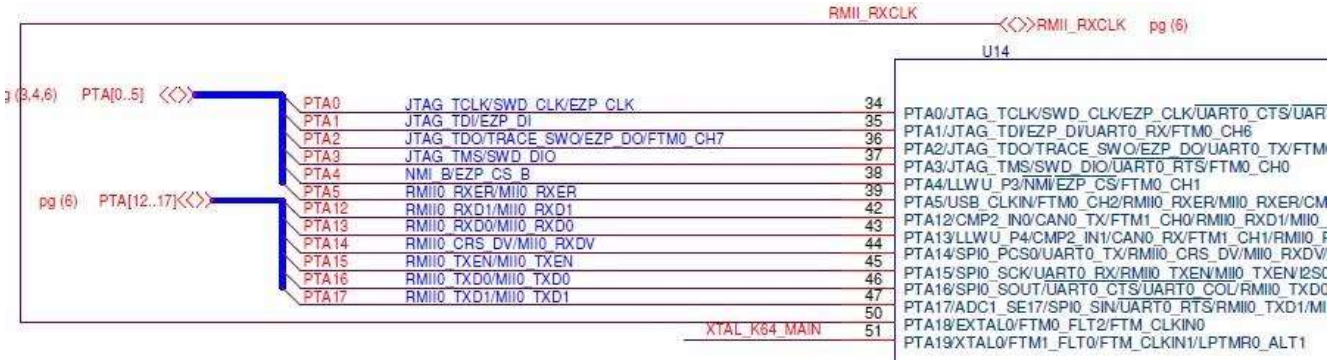 RMII_RXCLK
RMII_RXCLK pg (6)
U14
(3,4,6) PTA[0..5]
PTA0 JTAG_TCLK/SWD_CLK/EZP_CLK 34 PTA0/JTAG_TCLK/SWD_CLK/EZP_CLK/UART0_CTS/UAR
PTA1 JTAG_TDI/EZP_DI 35 PTA1/JTAG_TDI/EZP_DI/UART0_RX/FTM0_CH6
PTA2 JTAG_TDO/TRACE_SWO/EZP_DO/FTM0_CH7 36 PTA2/JTAG_TDO/TRACE_SWO/EZP_DO/UART0_TX/FTM
PTA3 JTAG_TMS/SWD_DIO 37 PTA3/JTAG_TMS/SWD_DIO/UART0_RTS/FTM0_CH0
PTA4 NMI_B/EZP_CS_B 38 PTA4/LLWU_P3/NMI/EZP_CS/FTM0_CH1
PTA5 RMII0_RXER/MII0_RXER 39 PTA5/USB_CLKIN/FTM0_CH2/RMII0_RXER/MII0_RXER/CM
pg (6) PTA[12..17]
PTA12 RMII0_RXD1/MII0_RXD1 42 PTA12/CMP2_IN0/CAN0_TX/FTM1_CH0/RMII0_RXD1/MII0_
PTA13 RMII0_RXD0/MII0_RXD0 43 PTA13/LLWU_P4/CMP2_IN1/CAN0_RX/FTM1_CH1/RMII0_
PTA14 RMII0_CRS_DV/MII0_RXDV 44 PTA14/SPI0_PCS0/UART0_TX/RMII0_CRS_DV/MII0_RXDV/
PTA15 RMII0_TXEN/MII0_TXEN 45 PTA15/SPI0_SCK/UART0_RX/RMII0_TXEN/MII0_TXEN/I2S0
PTA16 RMII0_TXD0/MII0_TXD0 46 PTA16/SPI0_SOUT/UART0_CTS/UART0_COL/RMII0_TXD0
PTA17 RMII0_TXD1/MII0_TXD1 47 PTA17/ADC1_SE17/SPI0_SIN/UART0_RTS/RMII0_TXD1/MI
50 PTA18/EXTAL0/FTM0_FLT2/FTM_CLKIN0
XTAL_K64_MAIN 51 PTA19/XTAL0/FTM1_FLT0/FTM_CLKIN1/LPTMR0_ALT1